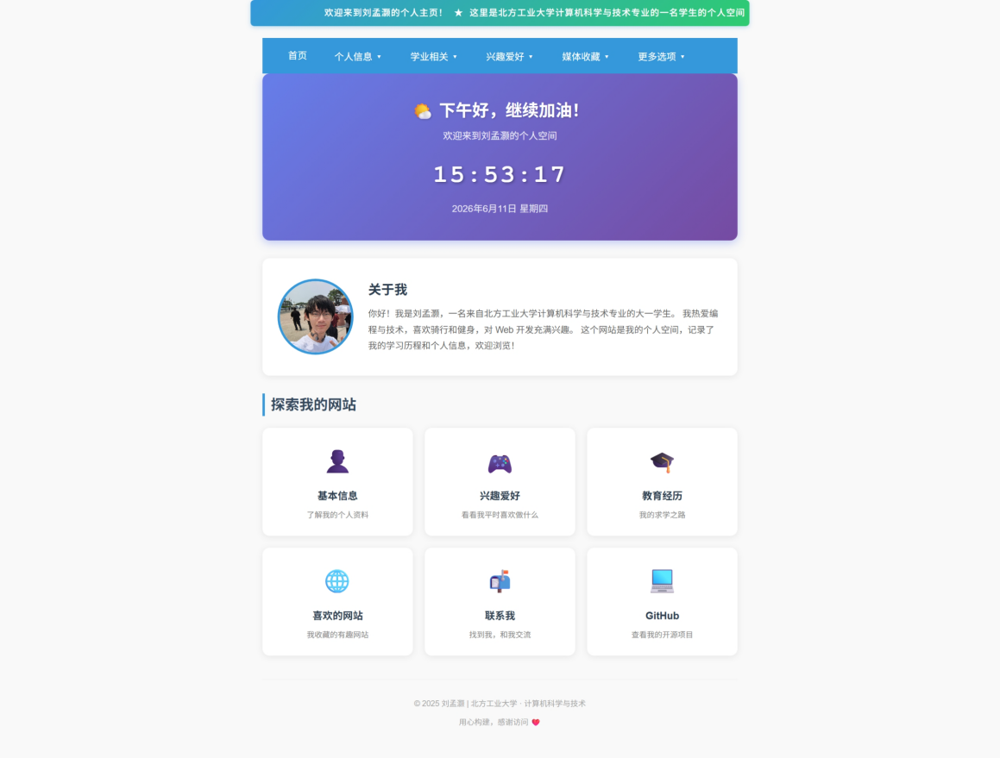 欢迎来到刘孟灏的个人主页！ ★ 这里是北方工业大学计算机科学与技术专业的一名学生的个人空间
首页 个人信息 ▼ 学业相关 ▼ 兴趣爱好 ▼ 媒体收藏 ▼ 更多选项 ▼
下午好，继续加油！
欢迎来到刘孟灏的个人空间
15:53:17
2026年6月11日 星期四
关于我
你好！我是刘孟灏，一名来自北方工业大学计算机科学与技术专业的大一学生。 我热爱编
程与技术，喜欢骑行和健身，对 Web 开发充满兴趣。 这个网站是我的个人空间，记录了
我的学习历程和个人信息，欢迎浏览！
探索我的网站
基本信息
了解我的个人资料
兴趣爱好
看看我平时喜欢做什么
教育经历
我的求学之路
喜欢的网站
我收藏的有趣网站
联系我
找到我，和我交流
GitHub
查看我的开源项目
© 2025 刘孟灏 | 北方工业大学 · 计算机科学与技术
用心构建，感谢访问